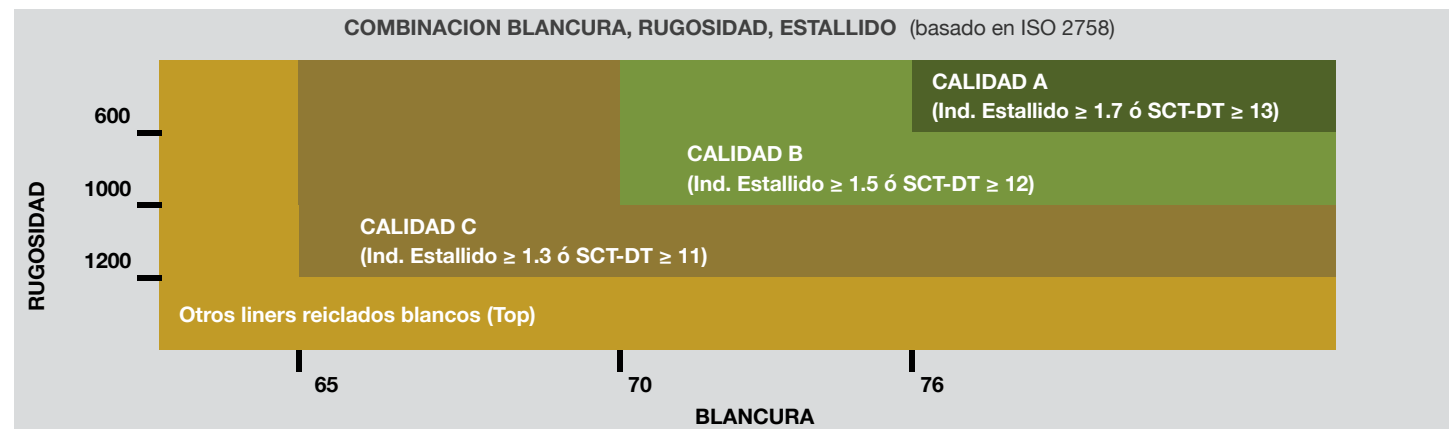 COMBINACION BLANCURA, RUGOSIDAD, ESTALLIDO (basado en ISO 2758)
CALIDAD A
(Ind. Estallido ≥ 1.7 ó SCT-DT ≥ 13)
600
CALIDAD B
(Ind. Estallido ≥ 1.5 ó SCT-DT ≥ 12)
1000
RUGOSIDAD
CALIDAD C
(Ind. Estallido ≥ 1.3 ó SCT-DT ≥ 11)
1200
Otros liners reiclados blancos (Top)
65
70
76
BLANCURA